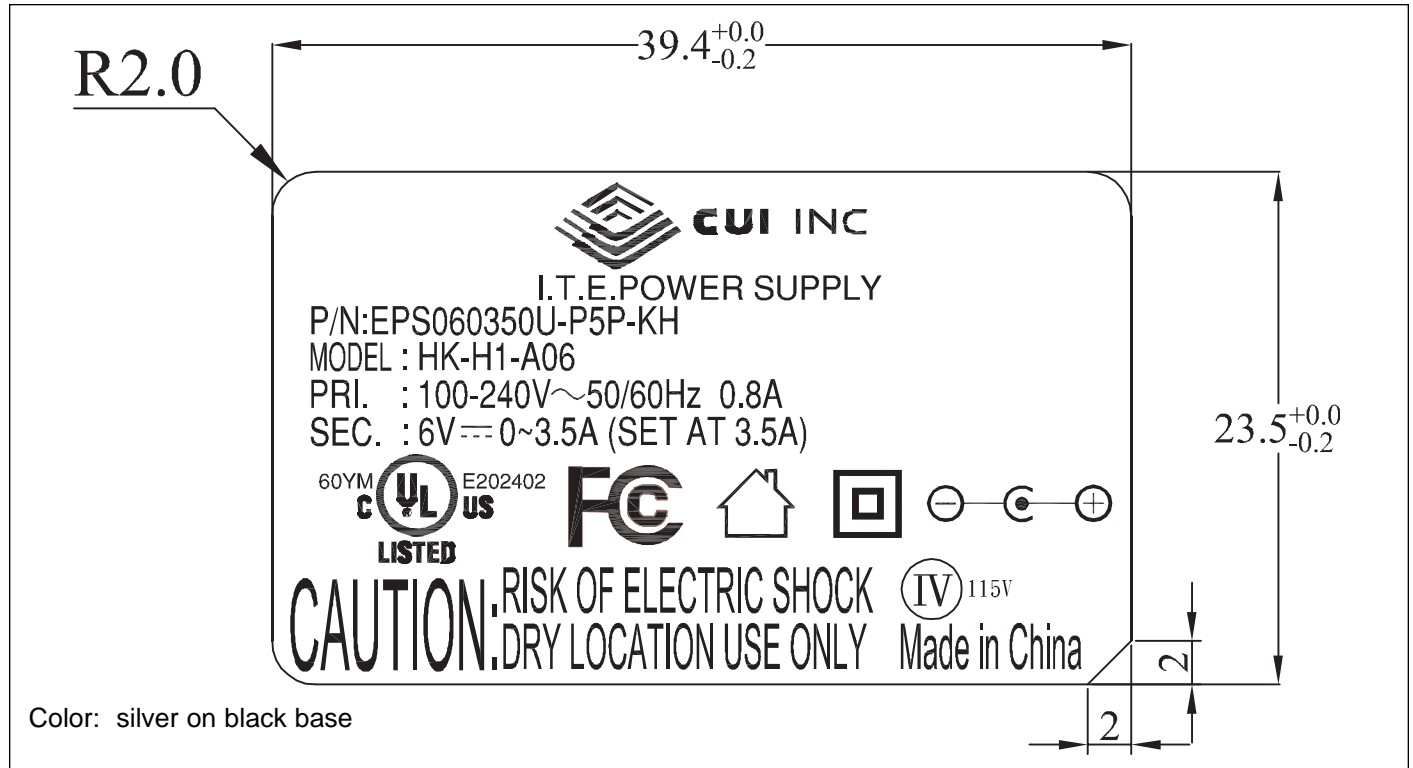 39.4+0.0 -0.2
R2.0
CUI INC
I.T.E.POWER SUPPLY
P/N:EPS060350U-P5P-KH
MODEL : HK-H1-A06
PRI. : 100-240V～50/60Hz 0.8A
SEC. : 6V⎓0~3.5A (SET AT 3.5A)
23.5+0.0 -0.2
60YM E202402
C UL® US
LISTED
FC
CAUTION: RISK OF ELECTRIC SHOCK
DRY LOCATION USE ONLY
IV 115V
Made in China
2
2
Color: silver on black base